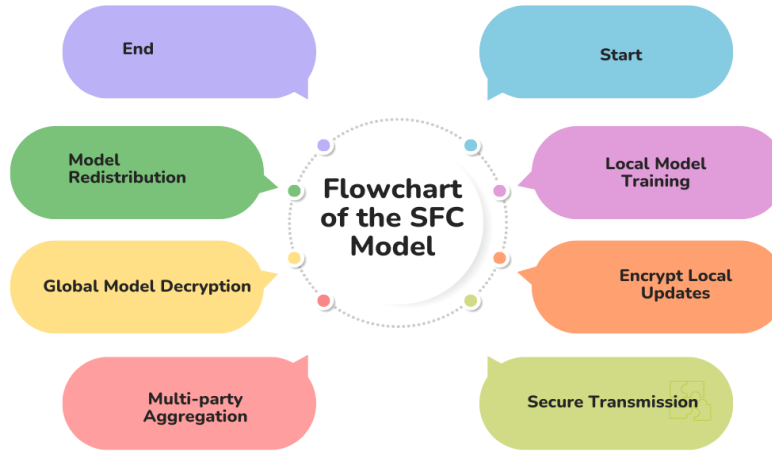 End
Start
Model
Redistribution
Local Model
Training
Flowchart
of the SFC
Model
Global Model Decryption
Encrypt Local
Updates
Multi-party
Aggregation
Secure Transmission